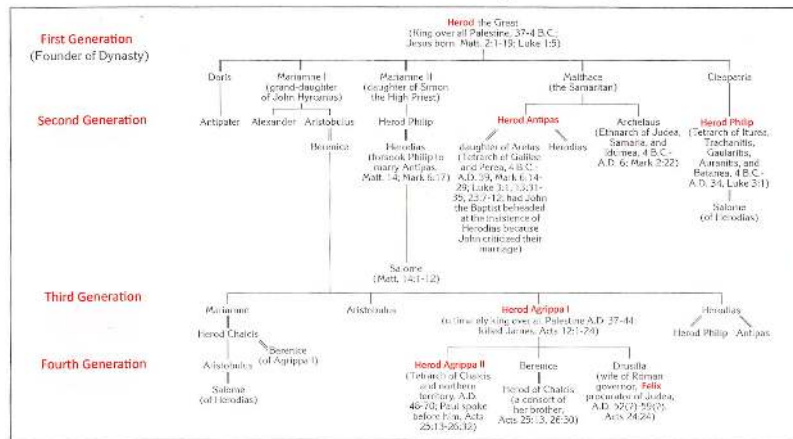 Herod the Great
(King over all Palestine, 37-4 B.C.;
Jesus born. Matt. 2:1-19; Luke 1:5)
First Generation
(Founder of Dynasty)
Doris
Mariamne I
(grand-daughter
of John Hyrcanus)
Mariamne II
(daughter of Simon
the High Priest)
Malthace
(the Samaritan)
Cleopatra
Second Generation
Antipater
Alexander
Aristobulus
Berenice
Herod Philip
Herodias
(forsook Philip to
marry Antipas,
Matt. 14; Mark 6:17)
Herod Antipas
daughter of Aretas
(Tetrarch of Galilee
and Perea, 4 B.C.-
A.D. 39, Mark 6:14-
29; Luke 3:1, 13:31-
35, 23:7-12; had John
the Baptist beheaded
at the insistence of
Herodias because
John criticized their
marriage)
Herodias
Archelaus
(Ethnarch of Judea,
Samaria, and
Idumea, 4 B.C.-
A.D. 6; Mark 2:22)
Herod Philip
(Tetrarch of Iturea,
Trachanitis,
Gaularitis,
Auranitis, and
Batanea, 4 B.C.-
A.D. 34, Luke 3:1)
Salome
(of Herodias)
Salome
(Matt. 14:1-12)
Third Generation
Mariamne
Herod Chalcis
Berenice
(of Agrippa I)
Aristobulus
Herod Agrippa I
(ultimately king over all Palestine A.D. 37-44;
killed James, Acts 12:1-24)
Herodias
Herod Philip
Antipas
Fourth Generation
Aristobulus
Salome
(of Herodias)
Herod Agrippa II
(Tetrarch of Chalcis
and northern
territory, A.D.
48-70; Paul spoke
before him, Acts
25:13-26:32)
Berenice
Herod of Chalcis
(a consort of
her brother,
Acts 25:13, 26:30)
Drusilla
(wife of Roman
governor, Felix
procurator of Judea,
A.D. 52(?)-59(?),
Acts 24:24)